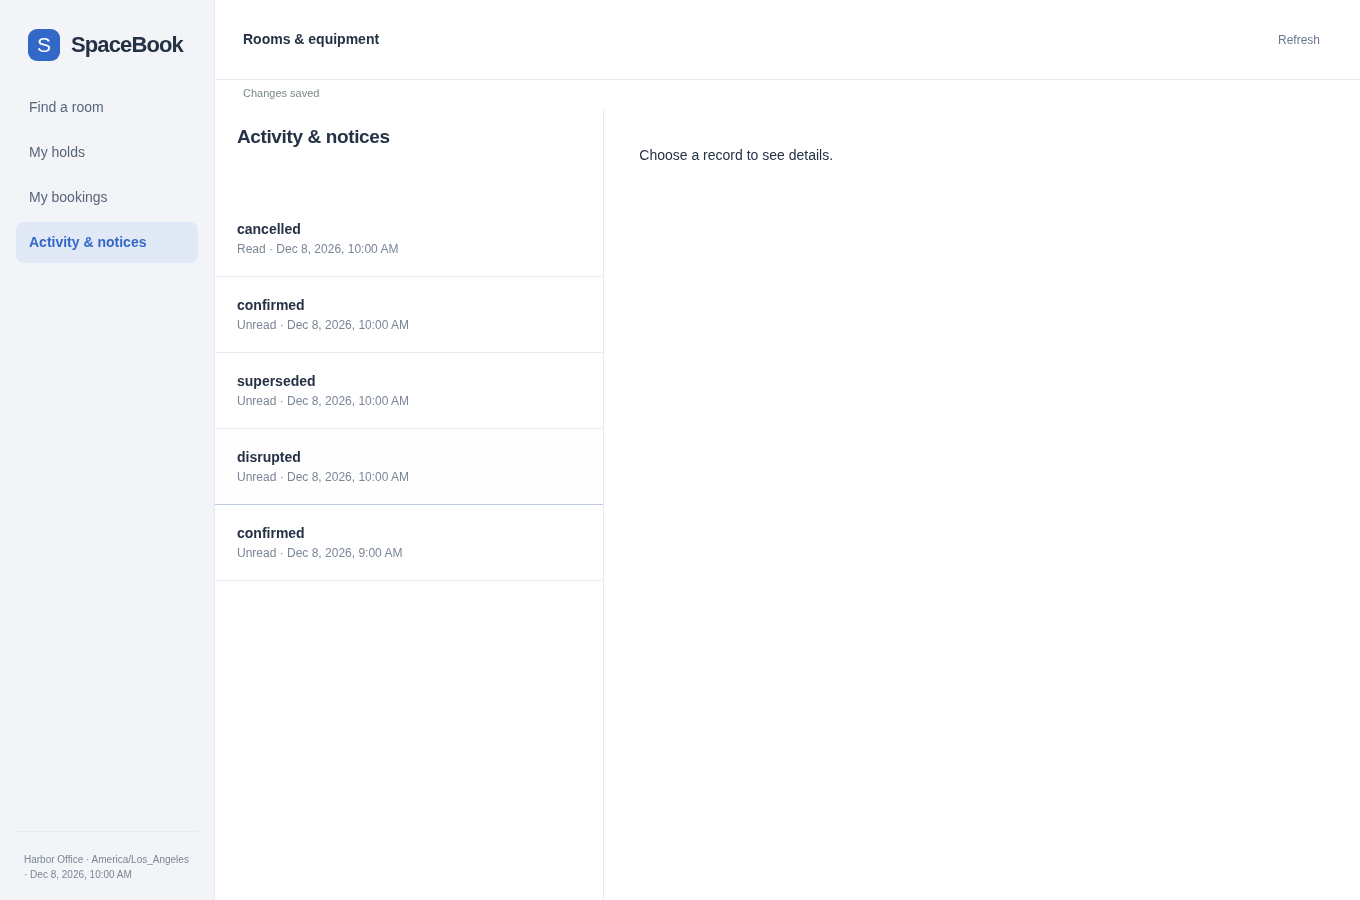 S SpaceBook
Find a room
My holds
My bookings
Activity & notices
Harbor Office · America/Los_Angeles
· Dec 8, 2026, 10:00 AM
Rooms & equipment
Refresh
Changes saved
Activity & notices
cancelled
Read · Dec 8, 2026, 10:00 AM
confirmed
Unread · Dec 8, 2026, 10:00 AM
superseded
Unread · Dec 8, 2026, 10:00 AM
disrupted
Unread · Dec 8, 2026, 10:00 AM
confirmed
Unread · Dec 8, 2026, 9:00 AM
Choose a record to see details.